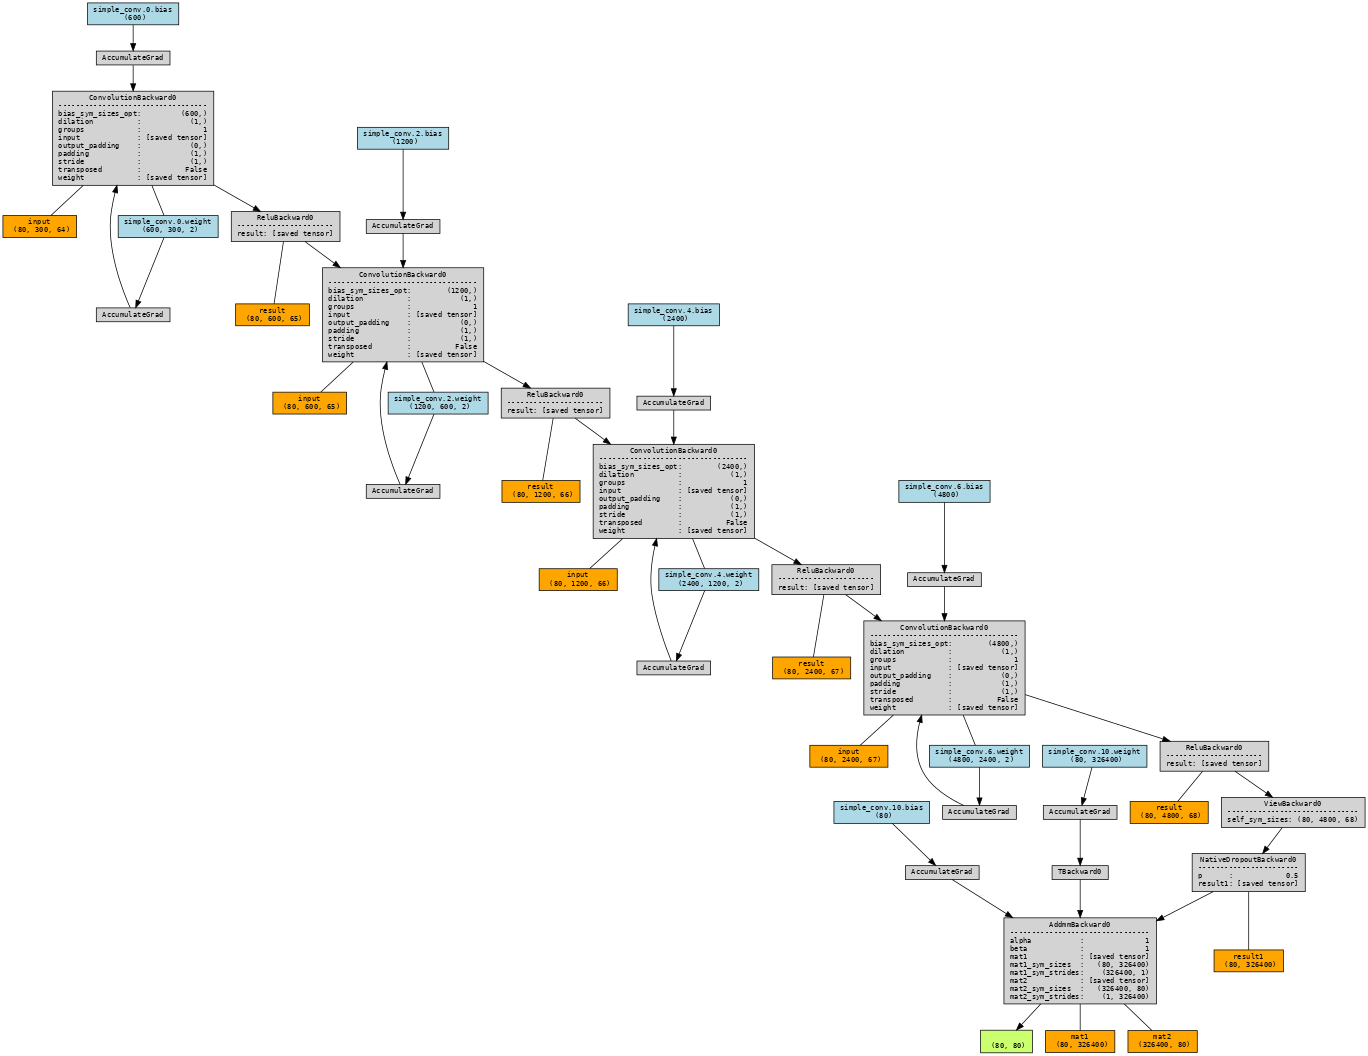 simple_conv.0.bias
(600)
AccumulateGrad
ConvolutionBackward0
----------------------------------
bias_sym_sizes_opt: (600,)
dilation : (1,)
groups : 1
input : [saved tensor]
output_padding : (0,)
padding : (1,)
stride : (1,)
transposed : False
weight : [saved tensor]
input
(80, 300, 64)
simple_conv.0.weight
(600, 300, 2)
AccumulateGrad
ReluBackward0
----------------------
result: [saved tensor]
result
(80, 600, 65)
simple_conv.2.bias
(1200)
AccumulateGrad
ConvolutionBackward0
----------------------------------
bias_sym_sizes_opt: (1200,)
dilation : (1,)
groups : 1
input : [saved tensor]
output_padding : (0,)
padding : (1,)
stride : (1,)
transposed : False
weight : [saved tensor]
input
(80, 600, 65)
simple_conv.2.weight
(1200, 600, 2)
AccumulateGrad
ReluBackward0
----------------------
result: [saved tensor]
result
(80, 1200, 66)
simple_conv.4.bias
(2400)
AccumulateGrad
ConvolutionBackward0
----------------------------------
bias_sym_sizes_opt: (2400,)
dilation : (1,)
groups : 1
input : [saved tensor]
output_padding : (0,)
padding : (1,)
stride : (1,)
transposed : False
weight : [saved tensor]
input
(80, 1200, 66)
simple_conv.4.weight
(2400, 1200, 2)
AccumulateGrad
ReluBackward0
----------------------
result: [saved tensor]
result
(80, 2400, 67)
simple_conv.6.bias
(4800)
AccumulateGrad
ConvolutionBackward0
----------------------------------
bias_sym_sizes_opt: (4800,)
dilation : (1,)
groups : 1
input : [saved tensor]
output_padding : (0,)
padding : (1,)
stride : (1,)
transposed : False
weight : [saved tensor]
input
(80, 2400, 67)
simple_conv.6.weight
(4800, 2400, 2)
AccumulateGrad
simple_conv.10.weight
(80, 326400)
AccumulateGrad
TBackward0
ReluBackward0
----------------------
result: [saved tensor]
result
(80, 4800, 68)
ViewBackward0
------------------------------
self_sym_sizes: (80, 4800, 68)
NativeDropoutBackward0
-----------------------
p : 0.5
result1: [saved tensor]
result1
(80, 326400)
simple_conv.10.bias
(80)
AccumulateGrad
AddmmBackward0
--------------------------------
alpha : 1
beta : 1
mat1 : [saved tensor]
mat1_sym_sizes : (80, 326400)
mat1_sym_strides: (326400, 1)
mat2 : [saved tensor]
mat2_sym_sizes : (326400, 80)
mat2_sym_strides: (1, 326400)
(80, 80)
mat1
(80, 326400)
mat2
(326400, 80)